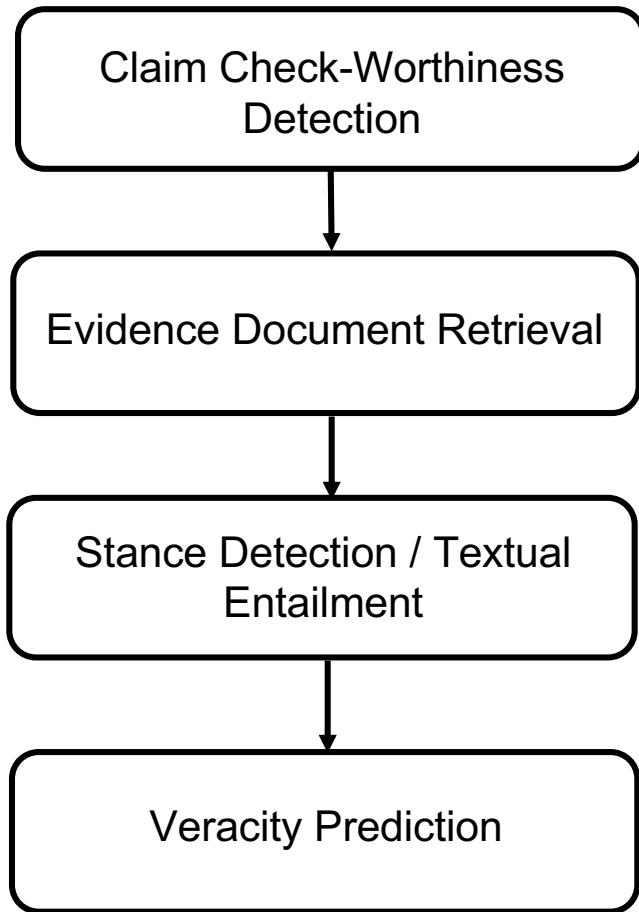 Claim Check-Worthiness
Detection
Evidence Document Retrieval
Stance Detection / Textual
Entailment
Veracity Prediction